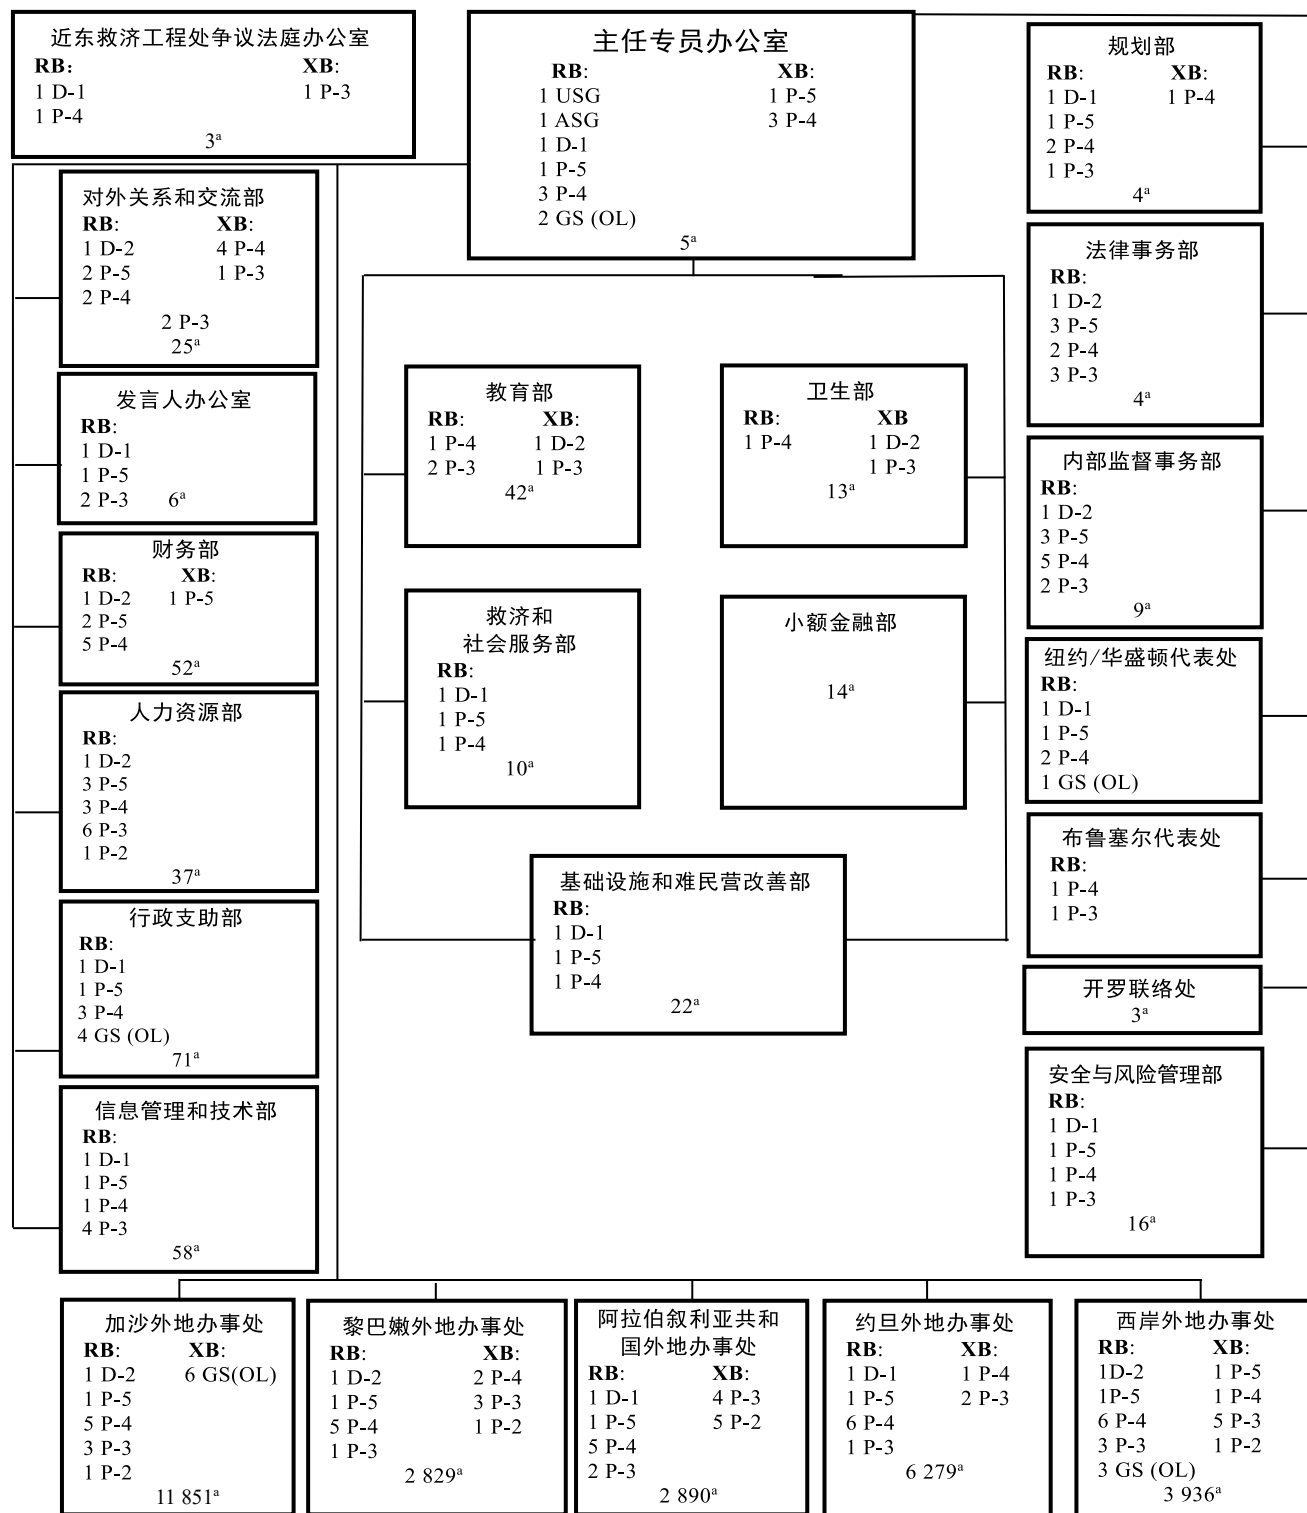 近东救济工程处争议法庭办公室
RB: XB:
1 D-1 1 P-3
1 P-4
3ᵃ
主任专员办公室
RB: XB:
1 USG 1 P-5
1 ASG 3 P-4
1 D-1
1 P-5
3 P-4
2 GS (OL)
5ᵃ
规划部
RB: XB:
1 D-1 1 P-4
1 P-5
2 P-4
1 P-3
4ᵃ
对外关系和交流部
RB: XB:
1 D-2 4 P-4
2 P-5 1 P-3
2 P-4
2 P-3
25ᵃ
法律事务部
RB:
1 D-2
3 P-5
2 P-4
3 P-3
4ᵃ
发言人办公室
RB:
1 D-1
1 P-5
2 P-3 6ᵃ
教育部
RB: XB:
1 P-4 1 D-2
2 P-3 1 P-3
42ᵃ
卫生部
RB: XB
1 P-4 1 D-2
1 P-3
13ᵃ
内部监督事务部
RB:
1 D-2
3 P-5
5 P-4
2 P-3
9ᵃ
财务部
RB: XB:
1 D-2 1 P-5
2 P-5
5 P-4
52ᵃ
救济和
社会服务部
RB:
1 D-1
1 P-5
1 P-4
10ᵃ
小额金融部
14ᵃ
纽约/华盛顿代表处
RB:
1 D-1
1 P-5
2 P-4
1 GS (OL)
人力资源部
RB:
1 D-2
3 P-5
3 P-4
6 P-3
1 P-2
37ᵃ
基础设施和难民营改善部
RB:
1 D-1
1 P-5
1 P-4
22ᵃ
布鲁塞尔代表处
RB:
1 P-4
1 P-3
行政支助部
RB:
1 D-1
1 P-5
3 P-4
4 GS (OL)
71ᵃ
开罗联络处
3ᵃ
安全与风险管理部
RB:
1 D-1
1 P-5
1 P-4
1 P-3
16ᵃ
信息管理和技术部
RB:
1 D-1
1 P-5
1 P-4
4 P-3
58ᵃ
加沙外地办事处
RB: XB:
1 D-2 6 GS(OL)
1 P-5
5 P-4
3 P-3
1 P-2
11 851ᵃ
黎巴嫩外地办事处
RB: XB:
1 D-2 2 P-4
1 P-5 3 P-3
5 P-4 1 P-2
1 P-3
2 829ᵃ
阿拉伯叙利亚共和
国外地办事处
RB: XB:
1 D-1 4 P-3
1 P-5 5 P-2
5 P-4
2 P-3
2 890ᵃ
约旦外地办事处
RB: XB:
1 D-1 1 P-4
1 P-5 2 P-3
6 P-4
1 P-3
6 279ᵃ
西岸外地办事处
RB: XB:
1D-2 1 P-5
1P-5 1 P-4
6 P-4 5 P-3
3 P-3 1 P-2
3 GS (OL)
3 936ᵃ